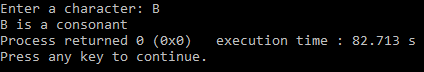 Enter a character: B
B is a consonant
Process returned 0 (0x0)   execution time : 82.713 s
Press any key to continue.